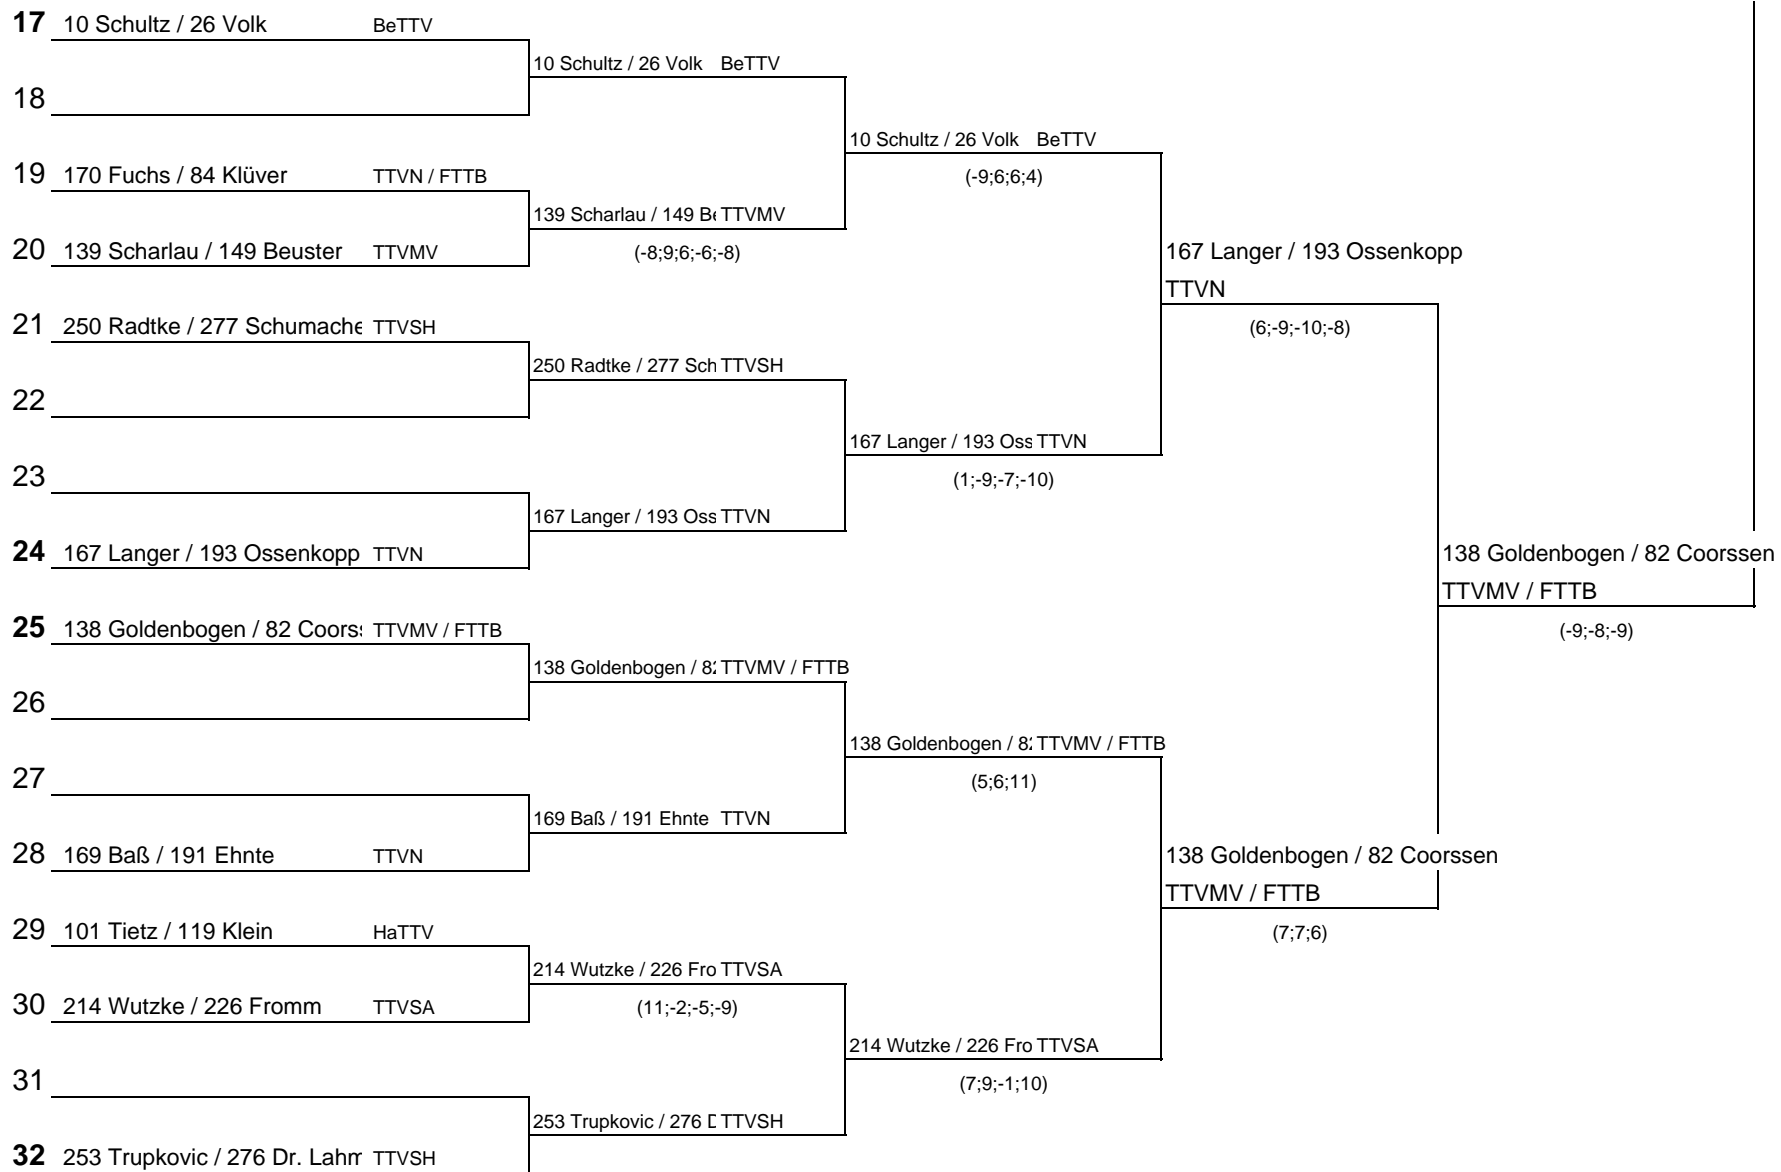 17 10 Schultz / 26 Volk BeTTV
10 Schultz / 26 Volk BeTTV
18
10 Schultz / 26 Volk BeTTV
(-9;6;6;4)
19 170 Fuchs / 84 Klüver TTVN / FTTB
139 Scharlau / 149 Be TTVMV
(-8;9;6;-6;-8)
20 139 Scharlau / 149 Beuster TTVMV
167 Langer / 193 Ossenkopp
TTVN
(6;-9;-10;-8)
21 250 Radtke / 277 Schumache TTVSH
250 Radtke / 277 Sch TTVSH
22
167 Langer / 193 Oss TTVN
(1;-9;-7;-10)
23
167 Langer / 193 Oss TTVN
24 167 Langer / 193 Ossenkopp TTVN
138 Goldenbogen / 82 Coorssen
TTVMV / FTTB
(-9;-8;-9)
25 138 Goldenbogen / 82 Coors TTVMV / FTTB
138 Goldenbogen / 82 TTVMV / FTTB
26
138 Goldenbogen / 82 TTVMV / FTTB
(5;6;11)
27
169 Baß / 191 Ehnte TTVN
28 169 Baß / 191 Ehnte TTVN
138 Goldenbogen / 82 Coorssen
TTVMV / FTTB
(7;7;6)
29 101 Tietz / 119 Klein HaTTV
214 Wutzke / 226 Fro TTVSA
(11;-2;-5;-9)
30 214 Wutzke / 226 Fromm TTVSA
214 Wutzke / 226 Fro TTVSA
(7;9;-1;10)
31
253 Trupkovic / 276 D TTVSH
32 253 Trupkovic / 276 Dr. Lahm TTVSH